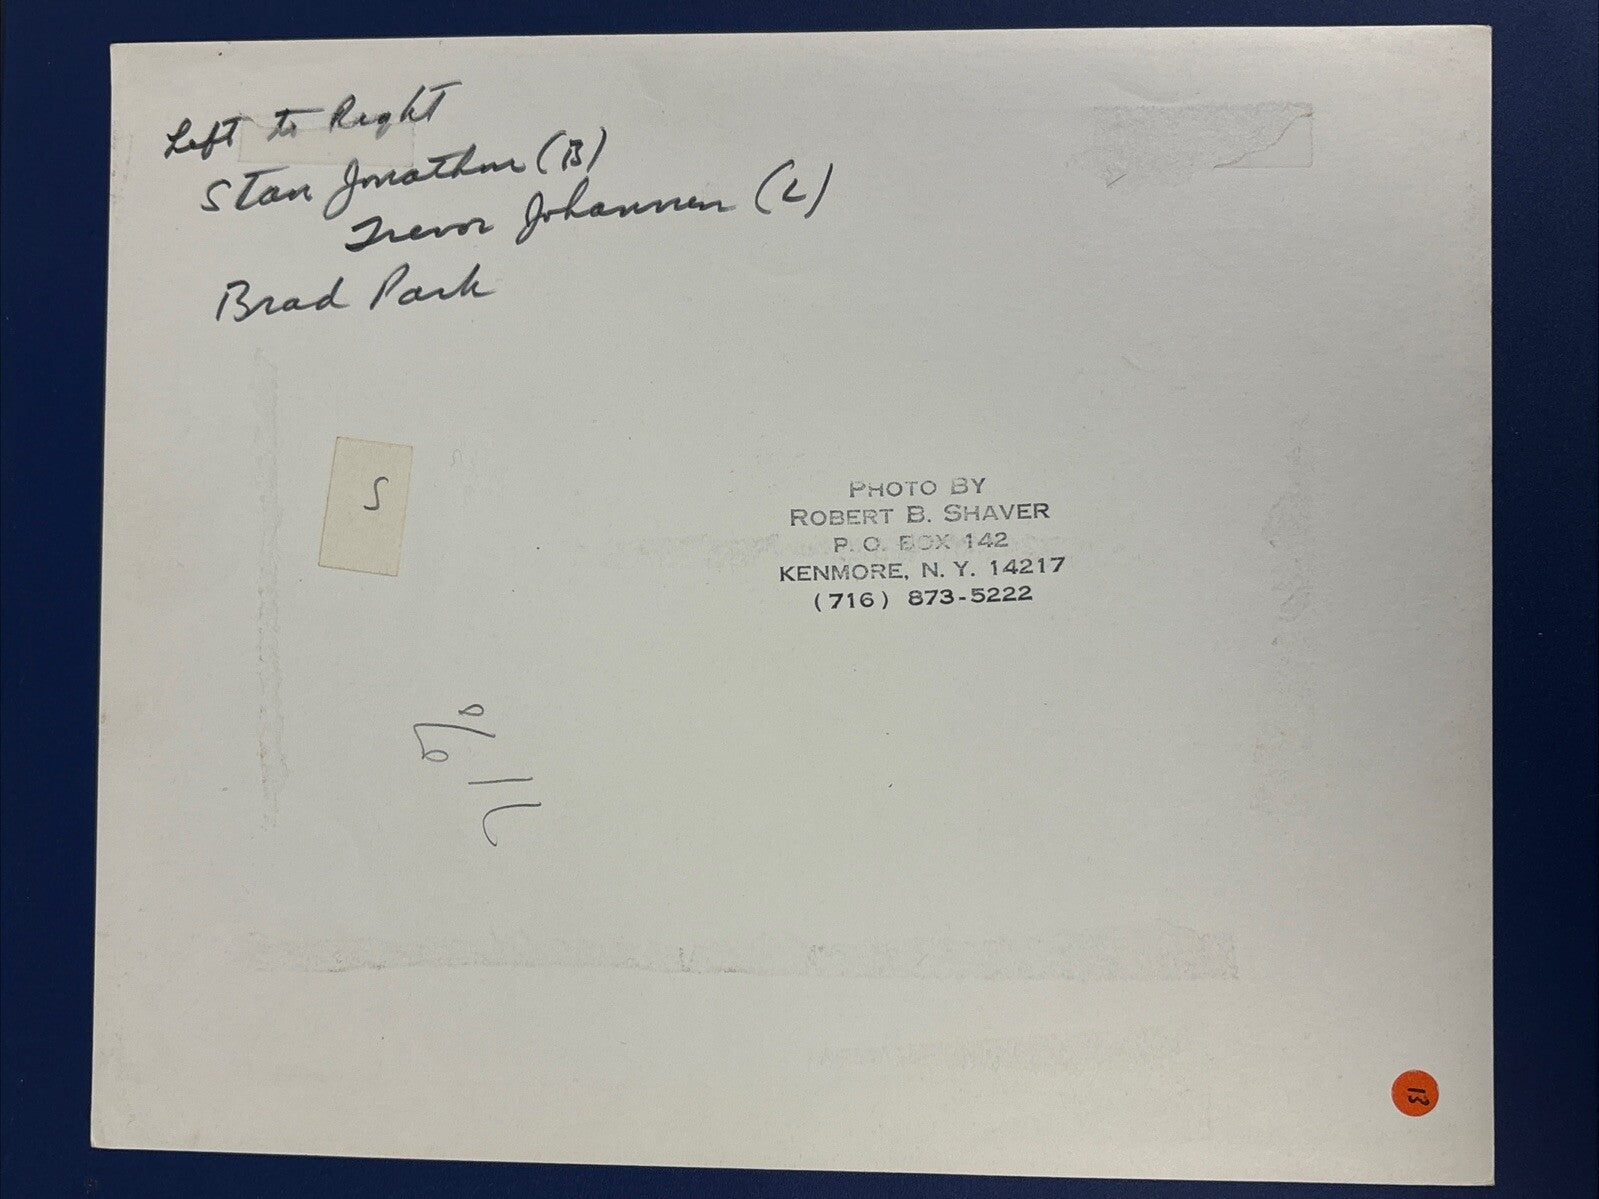 Left to Right
Stan Jonathan (B)
Trevor Johannen (L)
Brad Park
S
PHOTO BY
ROBERT B. SHAVER
P. O. BOX 142
KENMORE, N. Y. 14217
(716) 873-5222
13